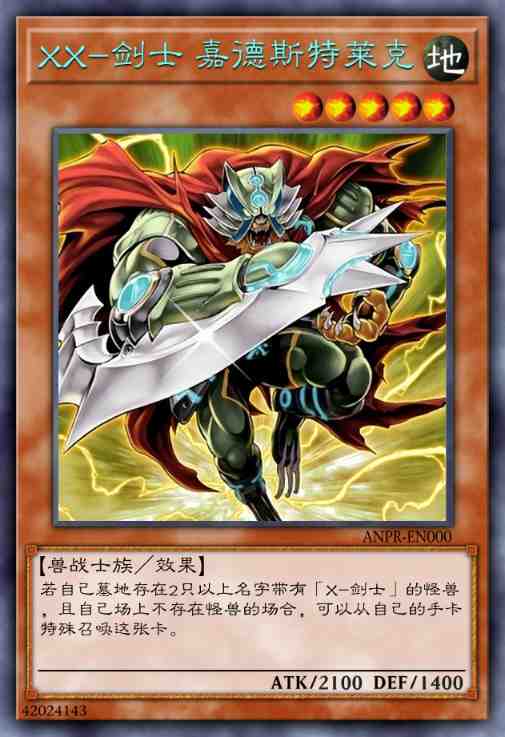 XX-剑士 嘉德斯特莱克
地
ANPR-EN000
【兽战士族／效果】
若自己墓地存在2只以上名字带有「X-剑士」的怪兽
，且自己场上不存在怪兽的场合，可以从自己的手卡
特殊召唤这张卡。
ATK/2100 DEF/1400
42024143